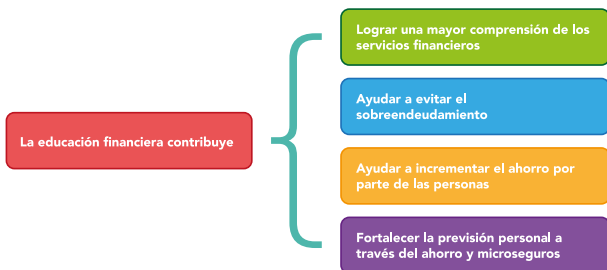 La educación financiera contribuye
Lograr una mayor comprensión de los
servicios financieros
Ayudar a evitar el
sobreendeudamiento
Ayudar a incrementar el ahorro por
parte de las personas
Fortalecer la previsión personal a
través del ahorro y microseguros